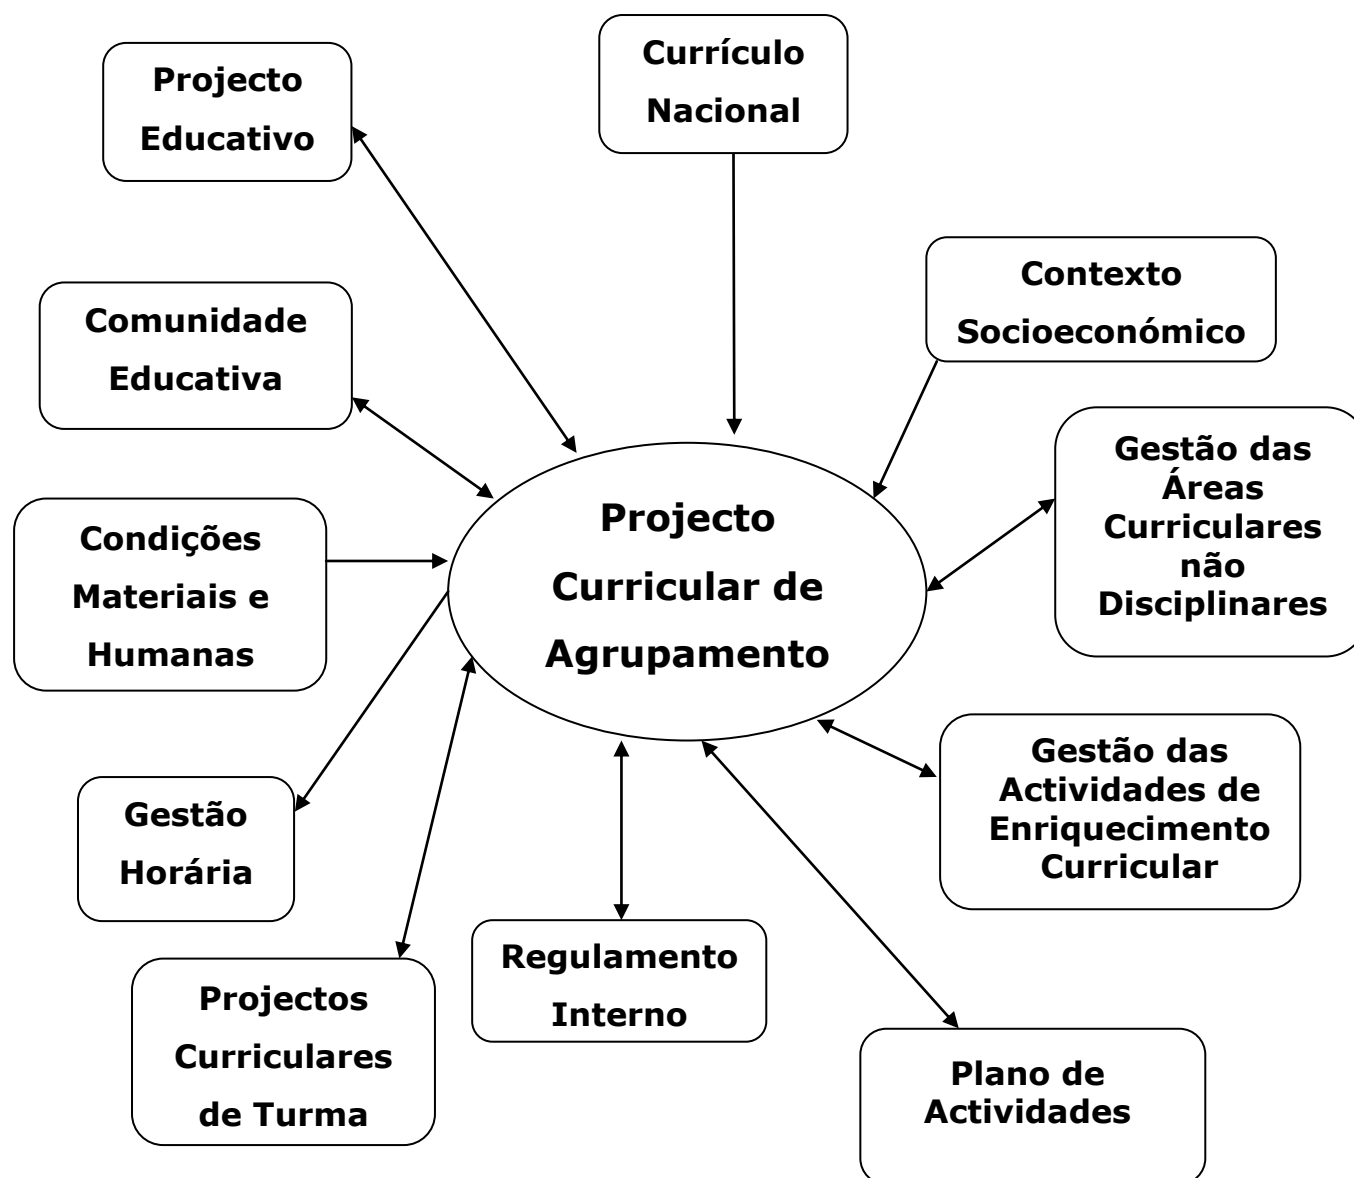 Currículo
Nacional
Projecto
Educativo
Contexto
Socioeconómico
Comunidade
Educativa
Gestão das
Áreas
Curriculares
não
Disciplinares
Projecto
Curricular de
Agrupamento
Condições
Materiais e
Humanas
Gestão das
Actividades de
Enriquecimento
Curricular
Gestão
Horária
Regulamento
Interno
Projectos
Curriculares
de Turma
Plano de
Actividades